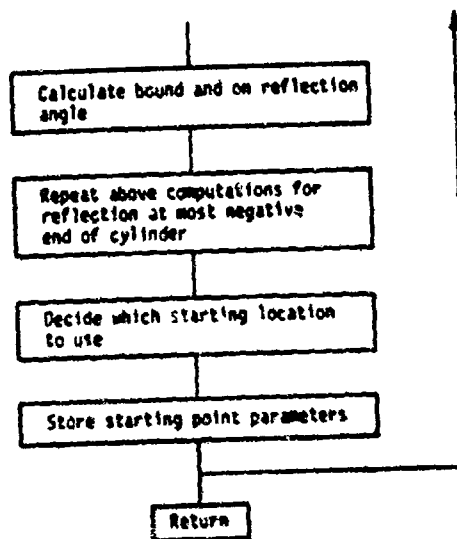 Calculate bound and on reflection
angle
Repeat above computations for
reflection at most negative
end of cylinder
Decide which starting location
to use
Store starting point parameters
Return